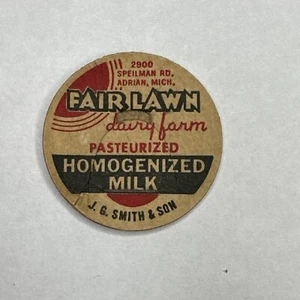 2900
SPEILMAN RD.
ADRIAN, MICH.
FAIR LAWN
dairy farm
PASTEURIZED
HOMOGENIZED
MILK
J. G. SMITH & SON